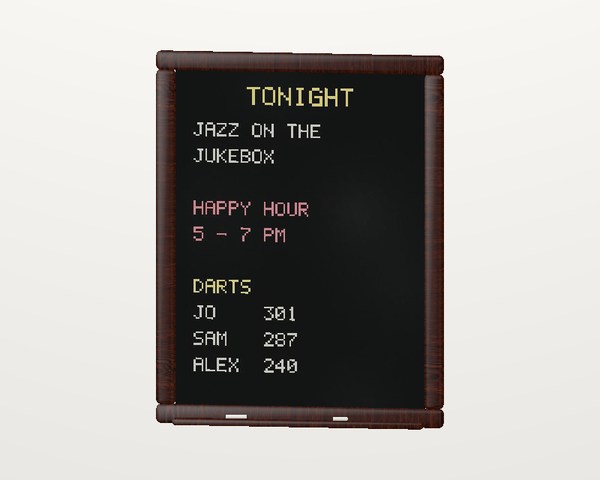 TONIGHT
JAZZ ON THE
JUKEBOX
HAPPY HOUR
5 - 7 PM
DARTS
JO 301
SAM 287
ALEX 240